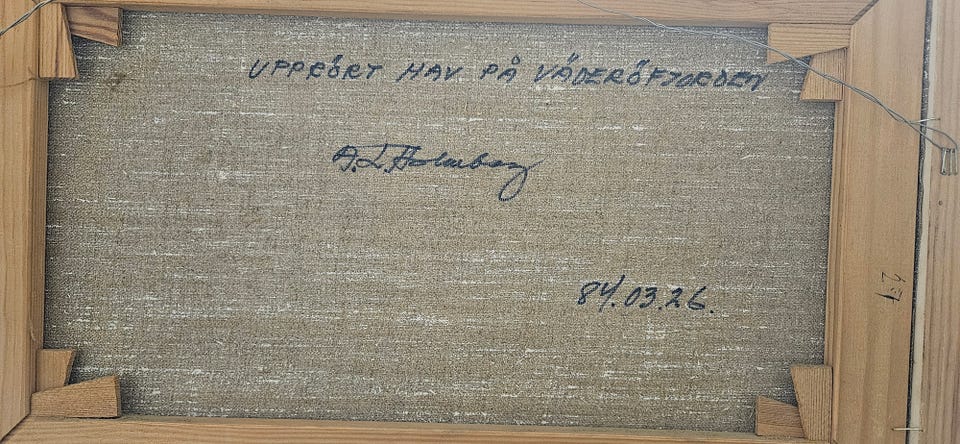 UPPRÖRT HAV PÅ VÄDERÖFJORDEN
A.L. Holmberg
84.03.26.